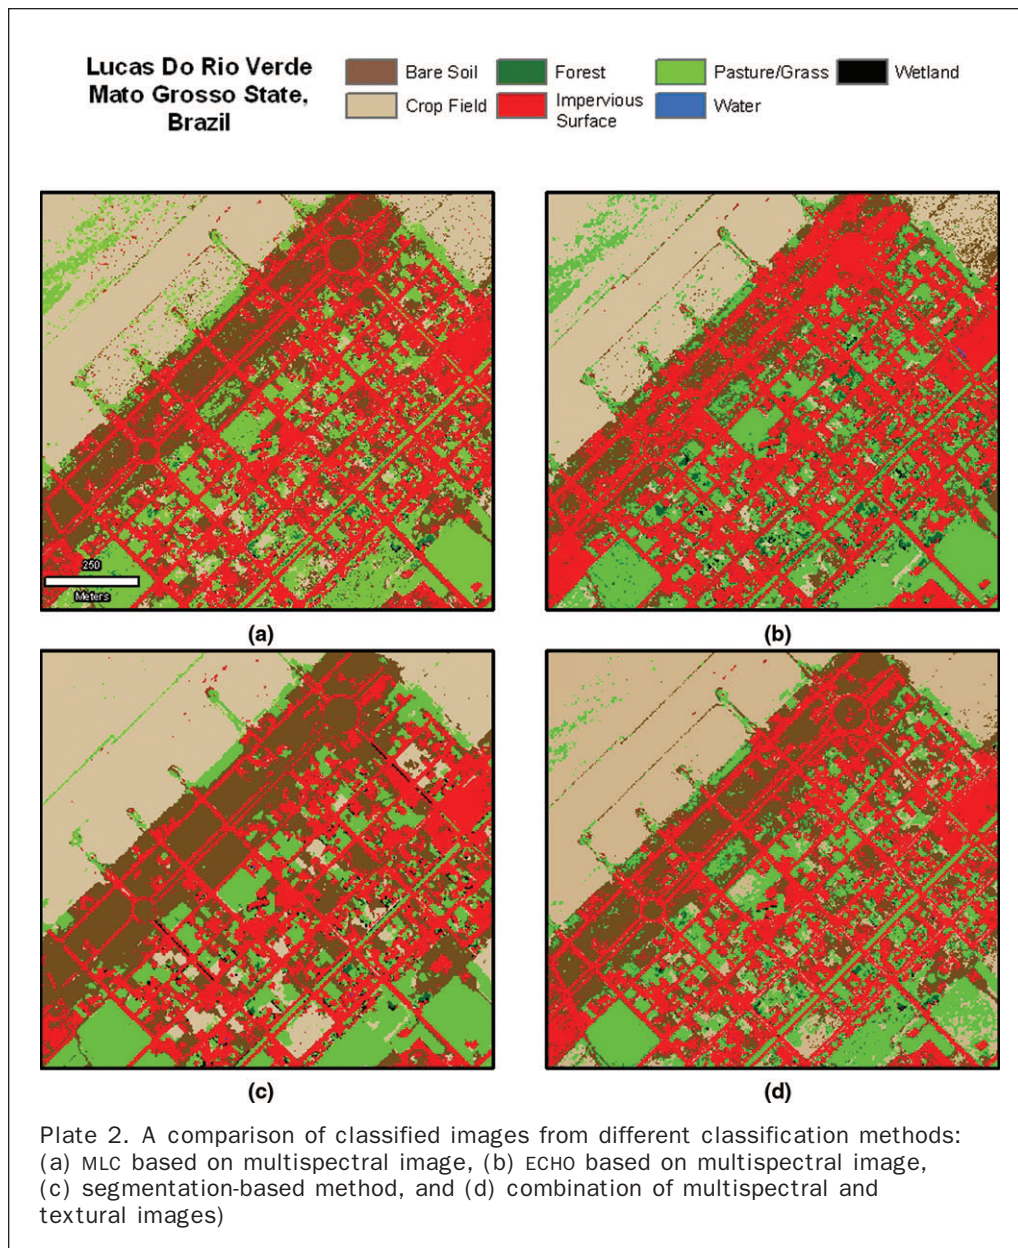 Lucas Do Rio Verde
Mato Grosso State,
Brazil
Bare Soil
Forest
Pasture/Grass
Wetland
Crop Field
Impervious
Surface
Water
250
Meters
(a)
(b)
(c)
(d)
Plate 2. A comparison of classified images from different classification methods:
(a) MLC based on multispectral image, (b) ECHO based on multispectral image,
(c) segmentation-based method, and (d) combination of multispectral and
textural images)